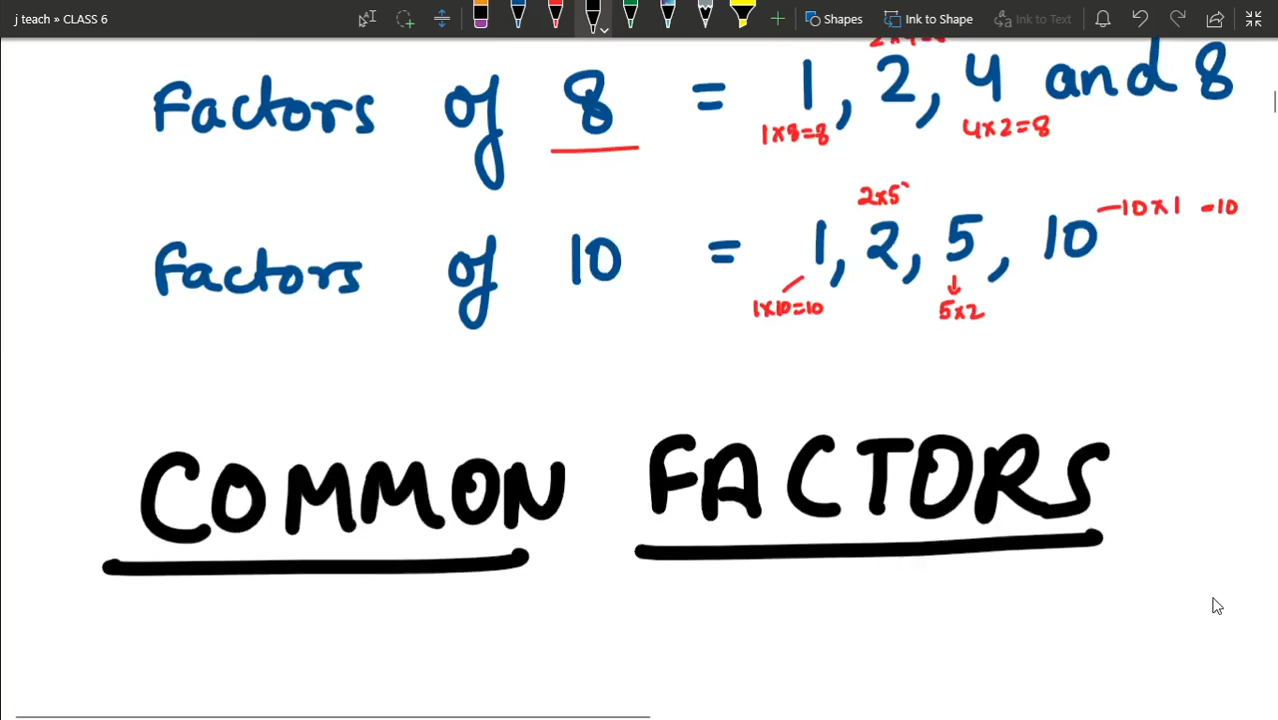 j teach » CLASS 6
Shapes
Ink to Shape
Ink to Text
Factors of 8 = 1, 2, 4 and 8
1x8=8
4x2=8
2x5
10x1 =10
Factors of 10 = 1, 2, 5, 10
1x10=10
5x2
COMMON FACTORS